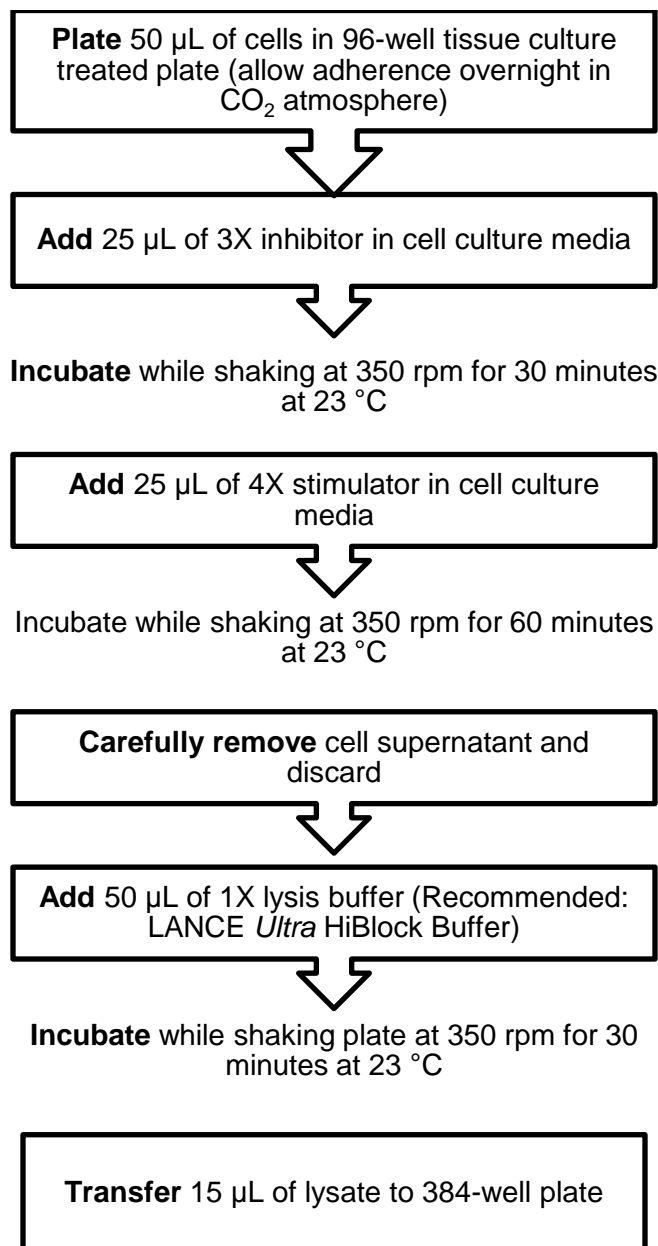 Plate 50 µL of cells in 96-well tissue culture
treated plate (allow adherence overnight in
CO2 atmosphere)
Add 25 µL of 3X inhibitor in cell culture media
Incubate while shaking at 350 rpm for 30 minutes
at 23 °C
Add 25 µL of 4X stimulator in cell culture
media
Incubate while shaking at 350 rpm for 60 minutes
at 23 °C
Carefully remove cell supernatant and
discard
Add 50 µL of 1X lysis buffer (Recommended:
LANCE Ultra HiBlock Buffer)
Incubate while shaking plate at 350 rpm for 30
minutes at 23 °C
Transfer 15 µL of lysate to 384-well plate